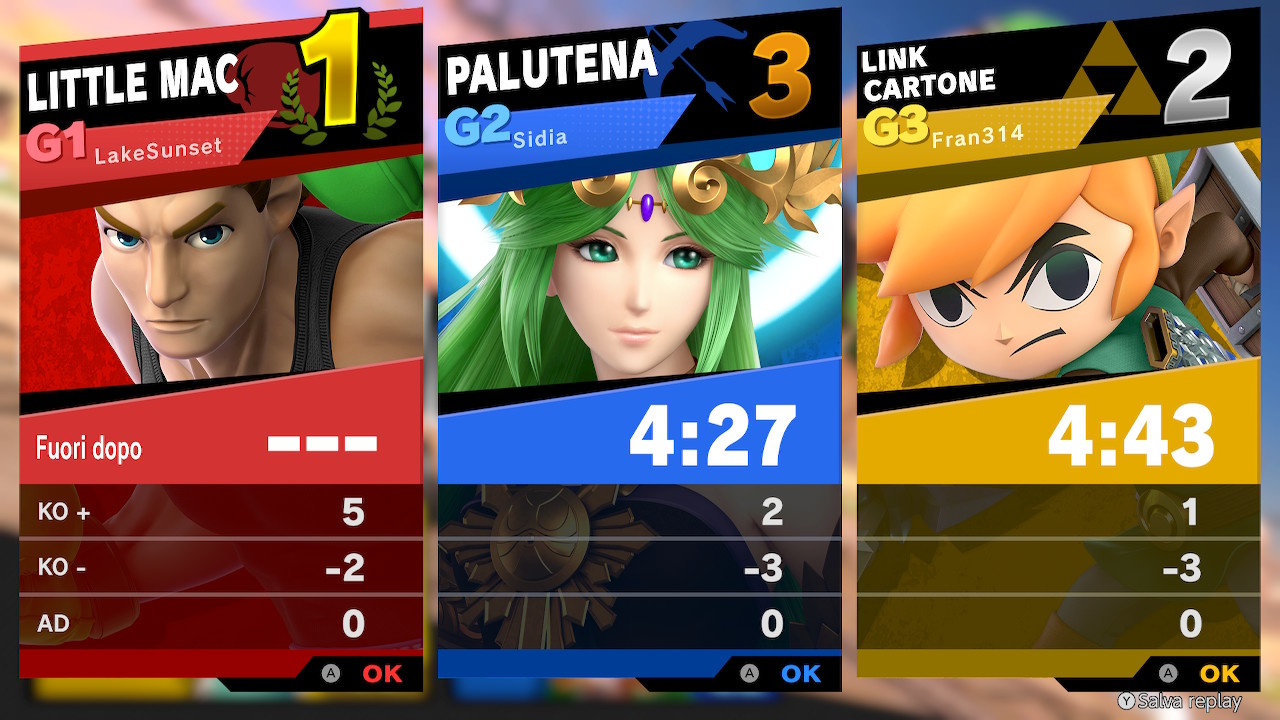 LITTLE MAC
1
G1 LakeSunset
Fuori dopo
---
KO + 5
KO - -2
AD 0
A OK
PALUTENA
3
G2 Sidia
4:27
2
-3
0
A OK
LINK
CARTONE
2
G3 Fran314
4:43
1
-3
0
A OK
Y Salva replay